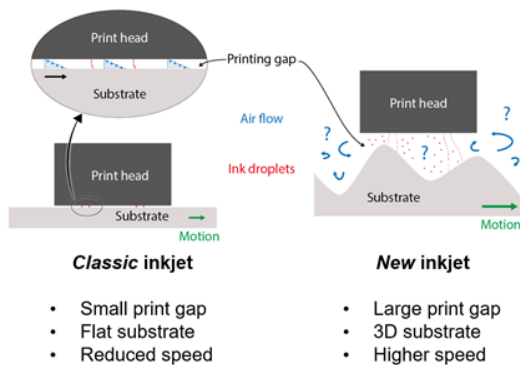 Print head
Substrate
Printing gap
Air flow
Ink droplets
Print head
Substrate
Motion
Classic inkjet
• Small print gap
• Flat substrate
• Reduced speed
Print head
?
?
?
Substrate
Motion
New inkjet
• Large print gap
• 3D substrate
• Higher speed